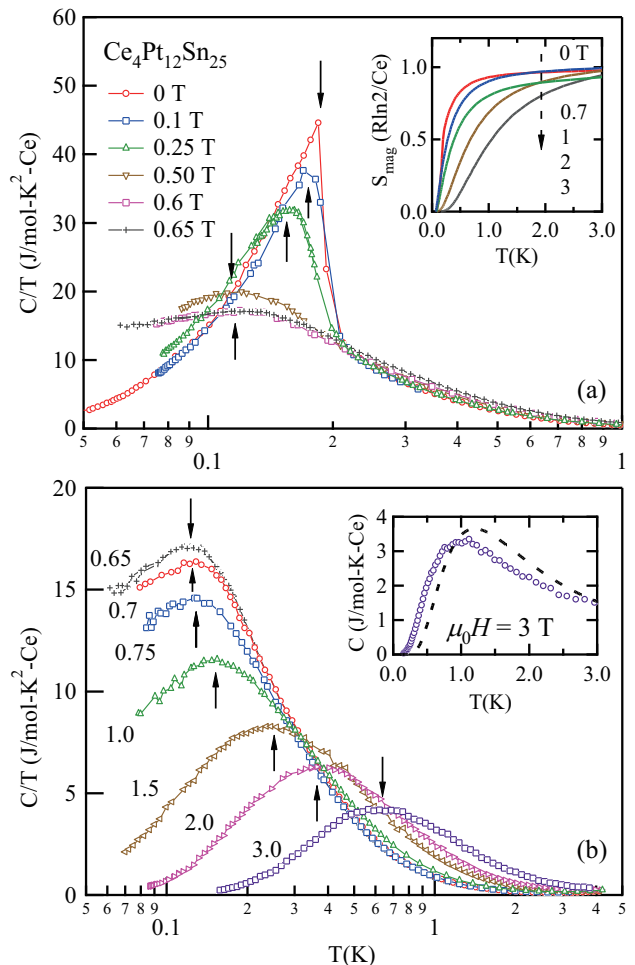 60
50
40
30
20
10
0
C/T (J/mol-K²-Ce)
Ce₄Pt₁₂Sn₂₅
0 T
0.1 T
0.25 T
0.50 T
0.6 T
0.65 T
S_mag (Rln2/Ce)
1.0
0.5
0.0
0 T
0.7
1
2
3
0.0 1.0 2.0 3.0
T(K)
(a)
5 6 7 8 9 2 3 4 5 6 7 8 9
0.1 1
20
15
10
5
0
C/T (J/mol-K²-Ce)
0.65
0.7
0.75
1.0
1.5
2.0
3.0
C (J/mol-K-Ce)
4
3
2
1
0
μ₀H = 3 T
0.0 1.0 2.0 3.0
T(K)
(b)
5 6 7 8 9 2 3 4 5 6 7 8 9 2 3 4 5
0.1 1
T(K)